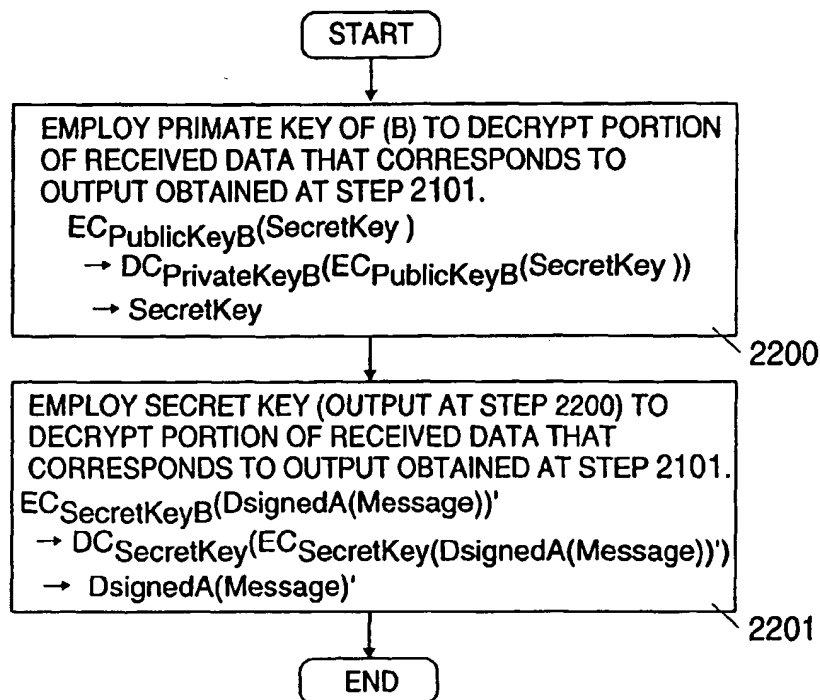 START
EMPLOY PRIMATE KEY OF (B) TO DECRYPT PORTION
OF RECEIVED DATA THAT CORRESPONDS TO
OUTPUT OBTAINED AT STEP 2101.
ECPublicKeyB(SecretKey )
→ DCPrivateKeyB(ECPublicKeyB(SecretKey ))
→ SecretKey
2200
EMPLOY SECRET KEY (OUTPUT AT STEP 2200) TO
DECRYPT PORTION OF RECEIVED DATA THAT
CORRESPONDS TO OUTPUT OBTAINED AT STEP 2101.
ECSecretKeyB(DsignedA(Message))'
→ DCSecretKey(ECSecretKey(DsignedA(Message))')
→ DsignedA(Message)'
2201
END